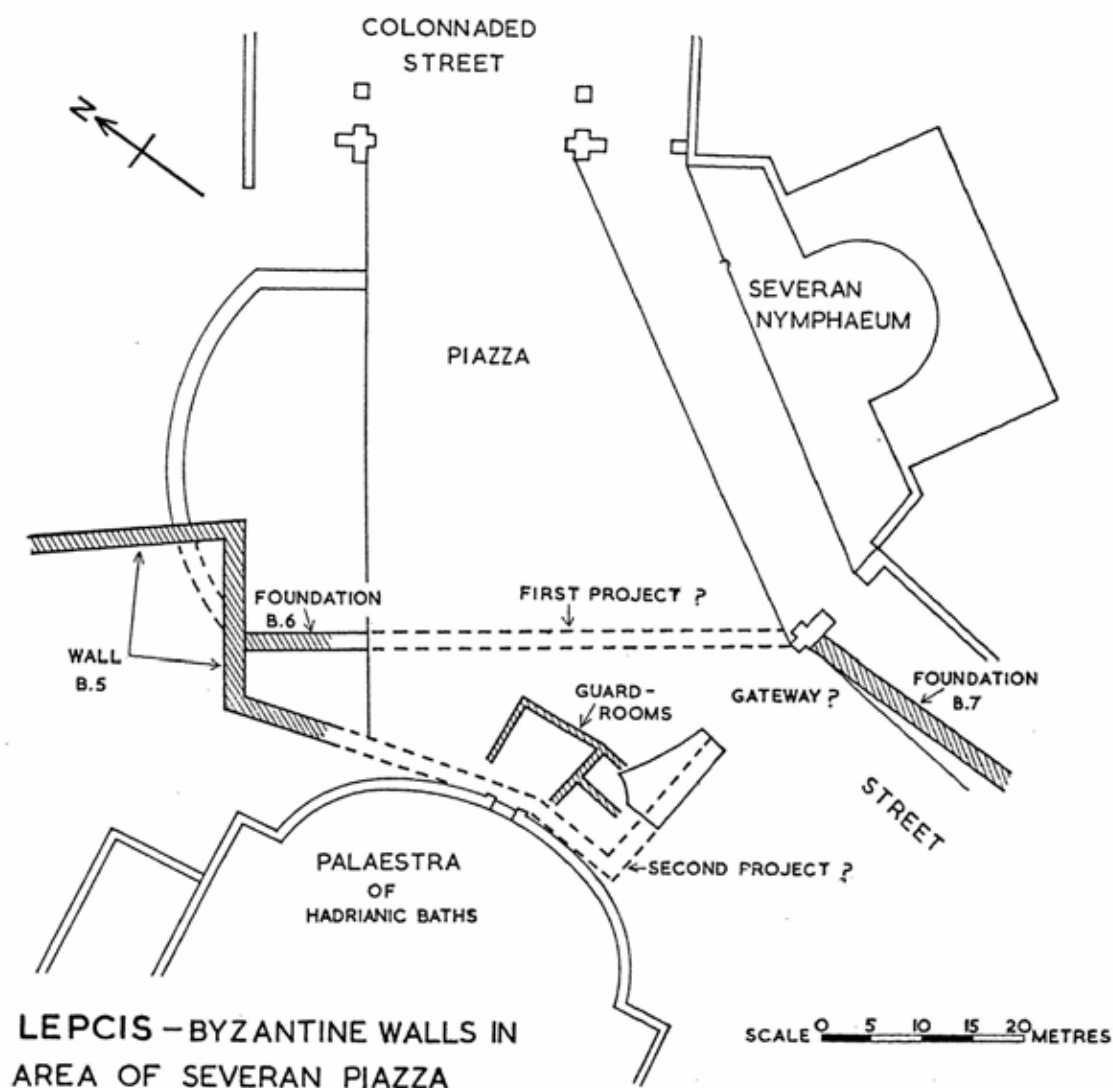 COLONNADED
STREET
N
SEVERAN
NYMPHAEUM
PIAZZA
FIRST PROJECT ?
FOUNDATION
B.6
WALL
B.5
GUARD-
ROOMS
GATEWAY ?
FOUNDATION
B.7
STREET
SECOND PROJECT ?
PALAESTRA
OF
HADRIANIC BATHS
LEPCIS – BYZANTINE WALLS IN
AREA OF SEVERAN PIAZZA
SCALE 0 5 10 15 20 METRES